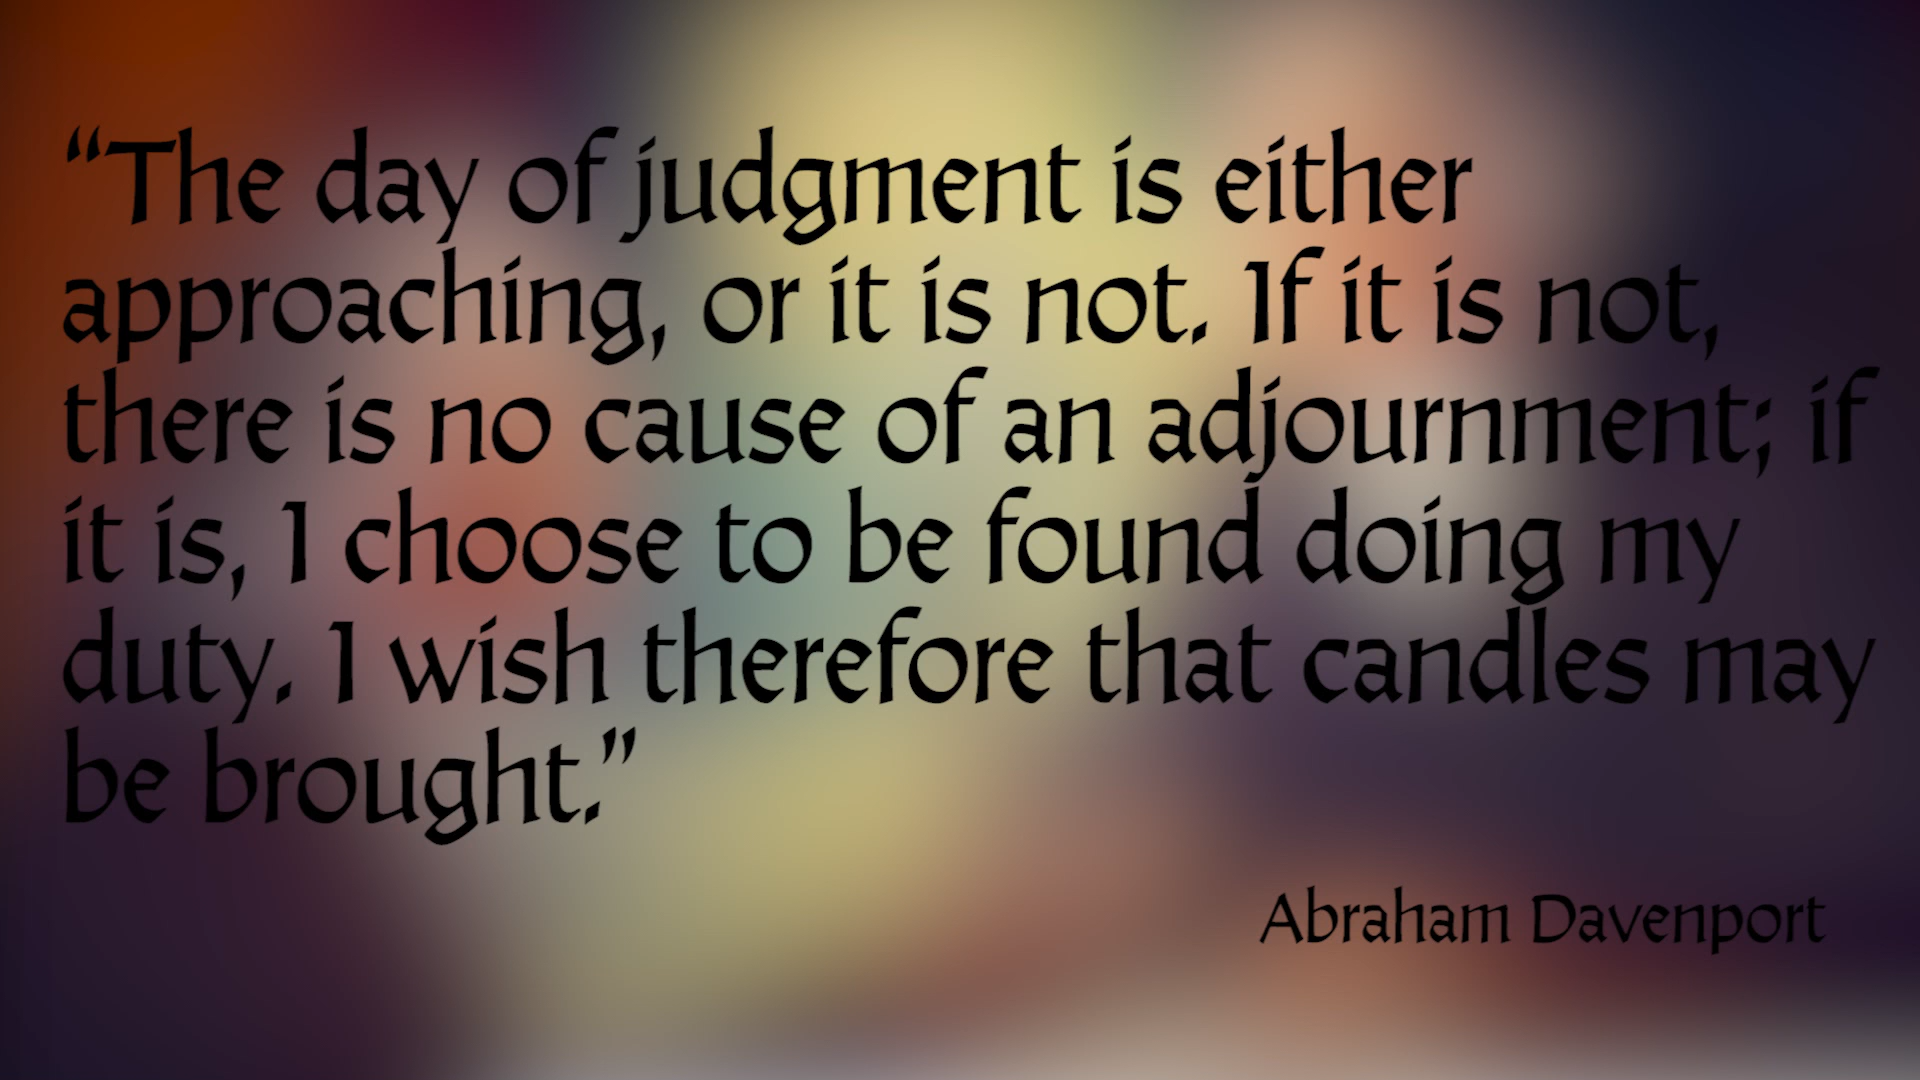 “The day of judgment is either
approaching, or it is not. If it is not,
there is no cause of an adjournment; if
it is, I choose to be found doing my
duty. I wish therefore that candles may
be brought.”
Abraham Davenport